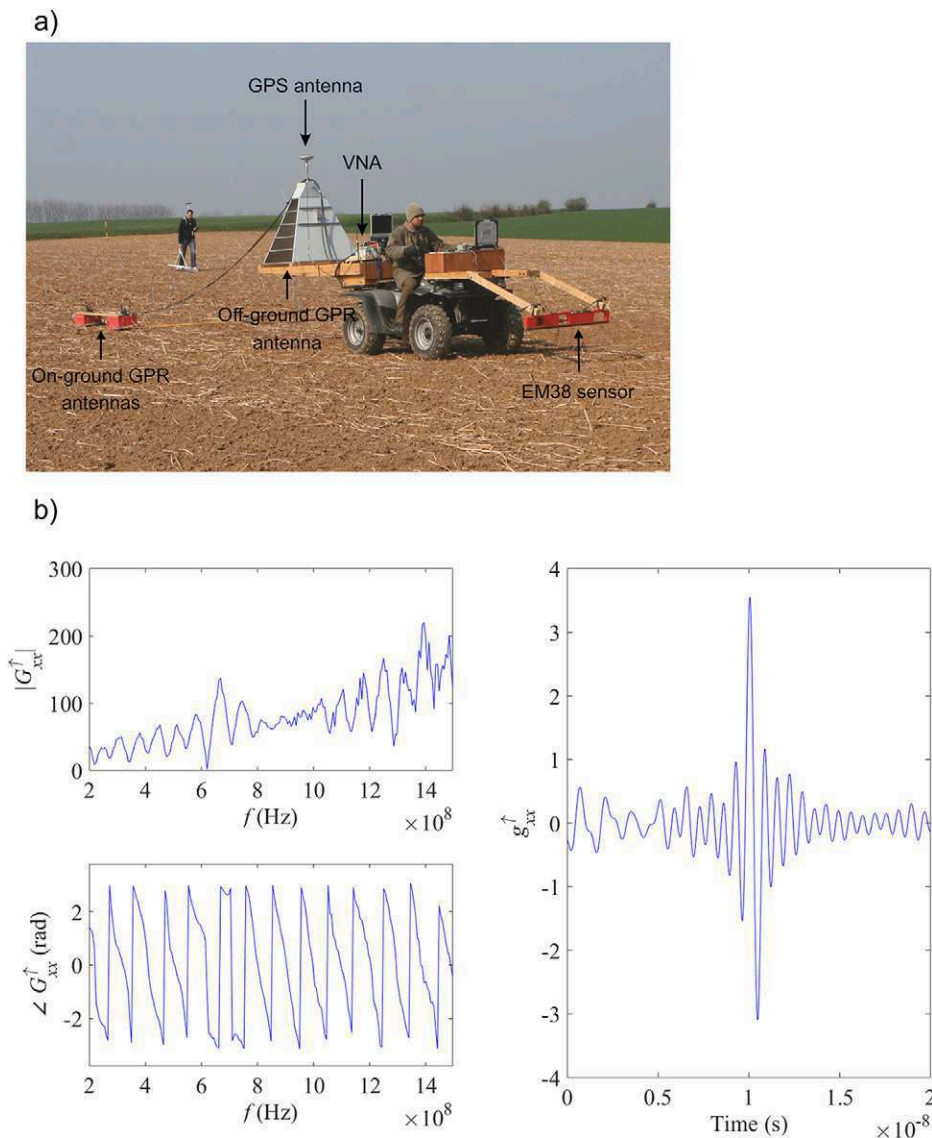 a)
GPS antenna
VNA
Off-ground GPR
antenna
On-ground GPR
antennas
EM38 sensor
b)
300
200
100
0
|G↑xx|
2 4 6 8 10 12 14
f (Hz)
×10⁸
2
0
-2
∠ G↑xx (rad)
2 4 6 8 10 12 14
f (Hz)
×10⁸
4
3
2
1
0
-1
-2
-3
-4
g↑xx
0 0.5 1 1.5 2
Time (s)
×10⁻⁸